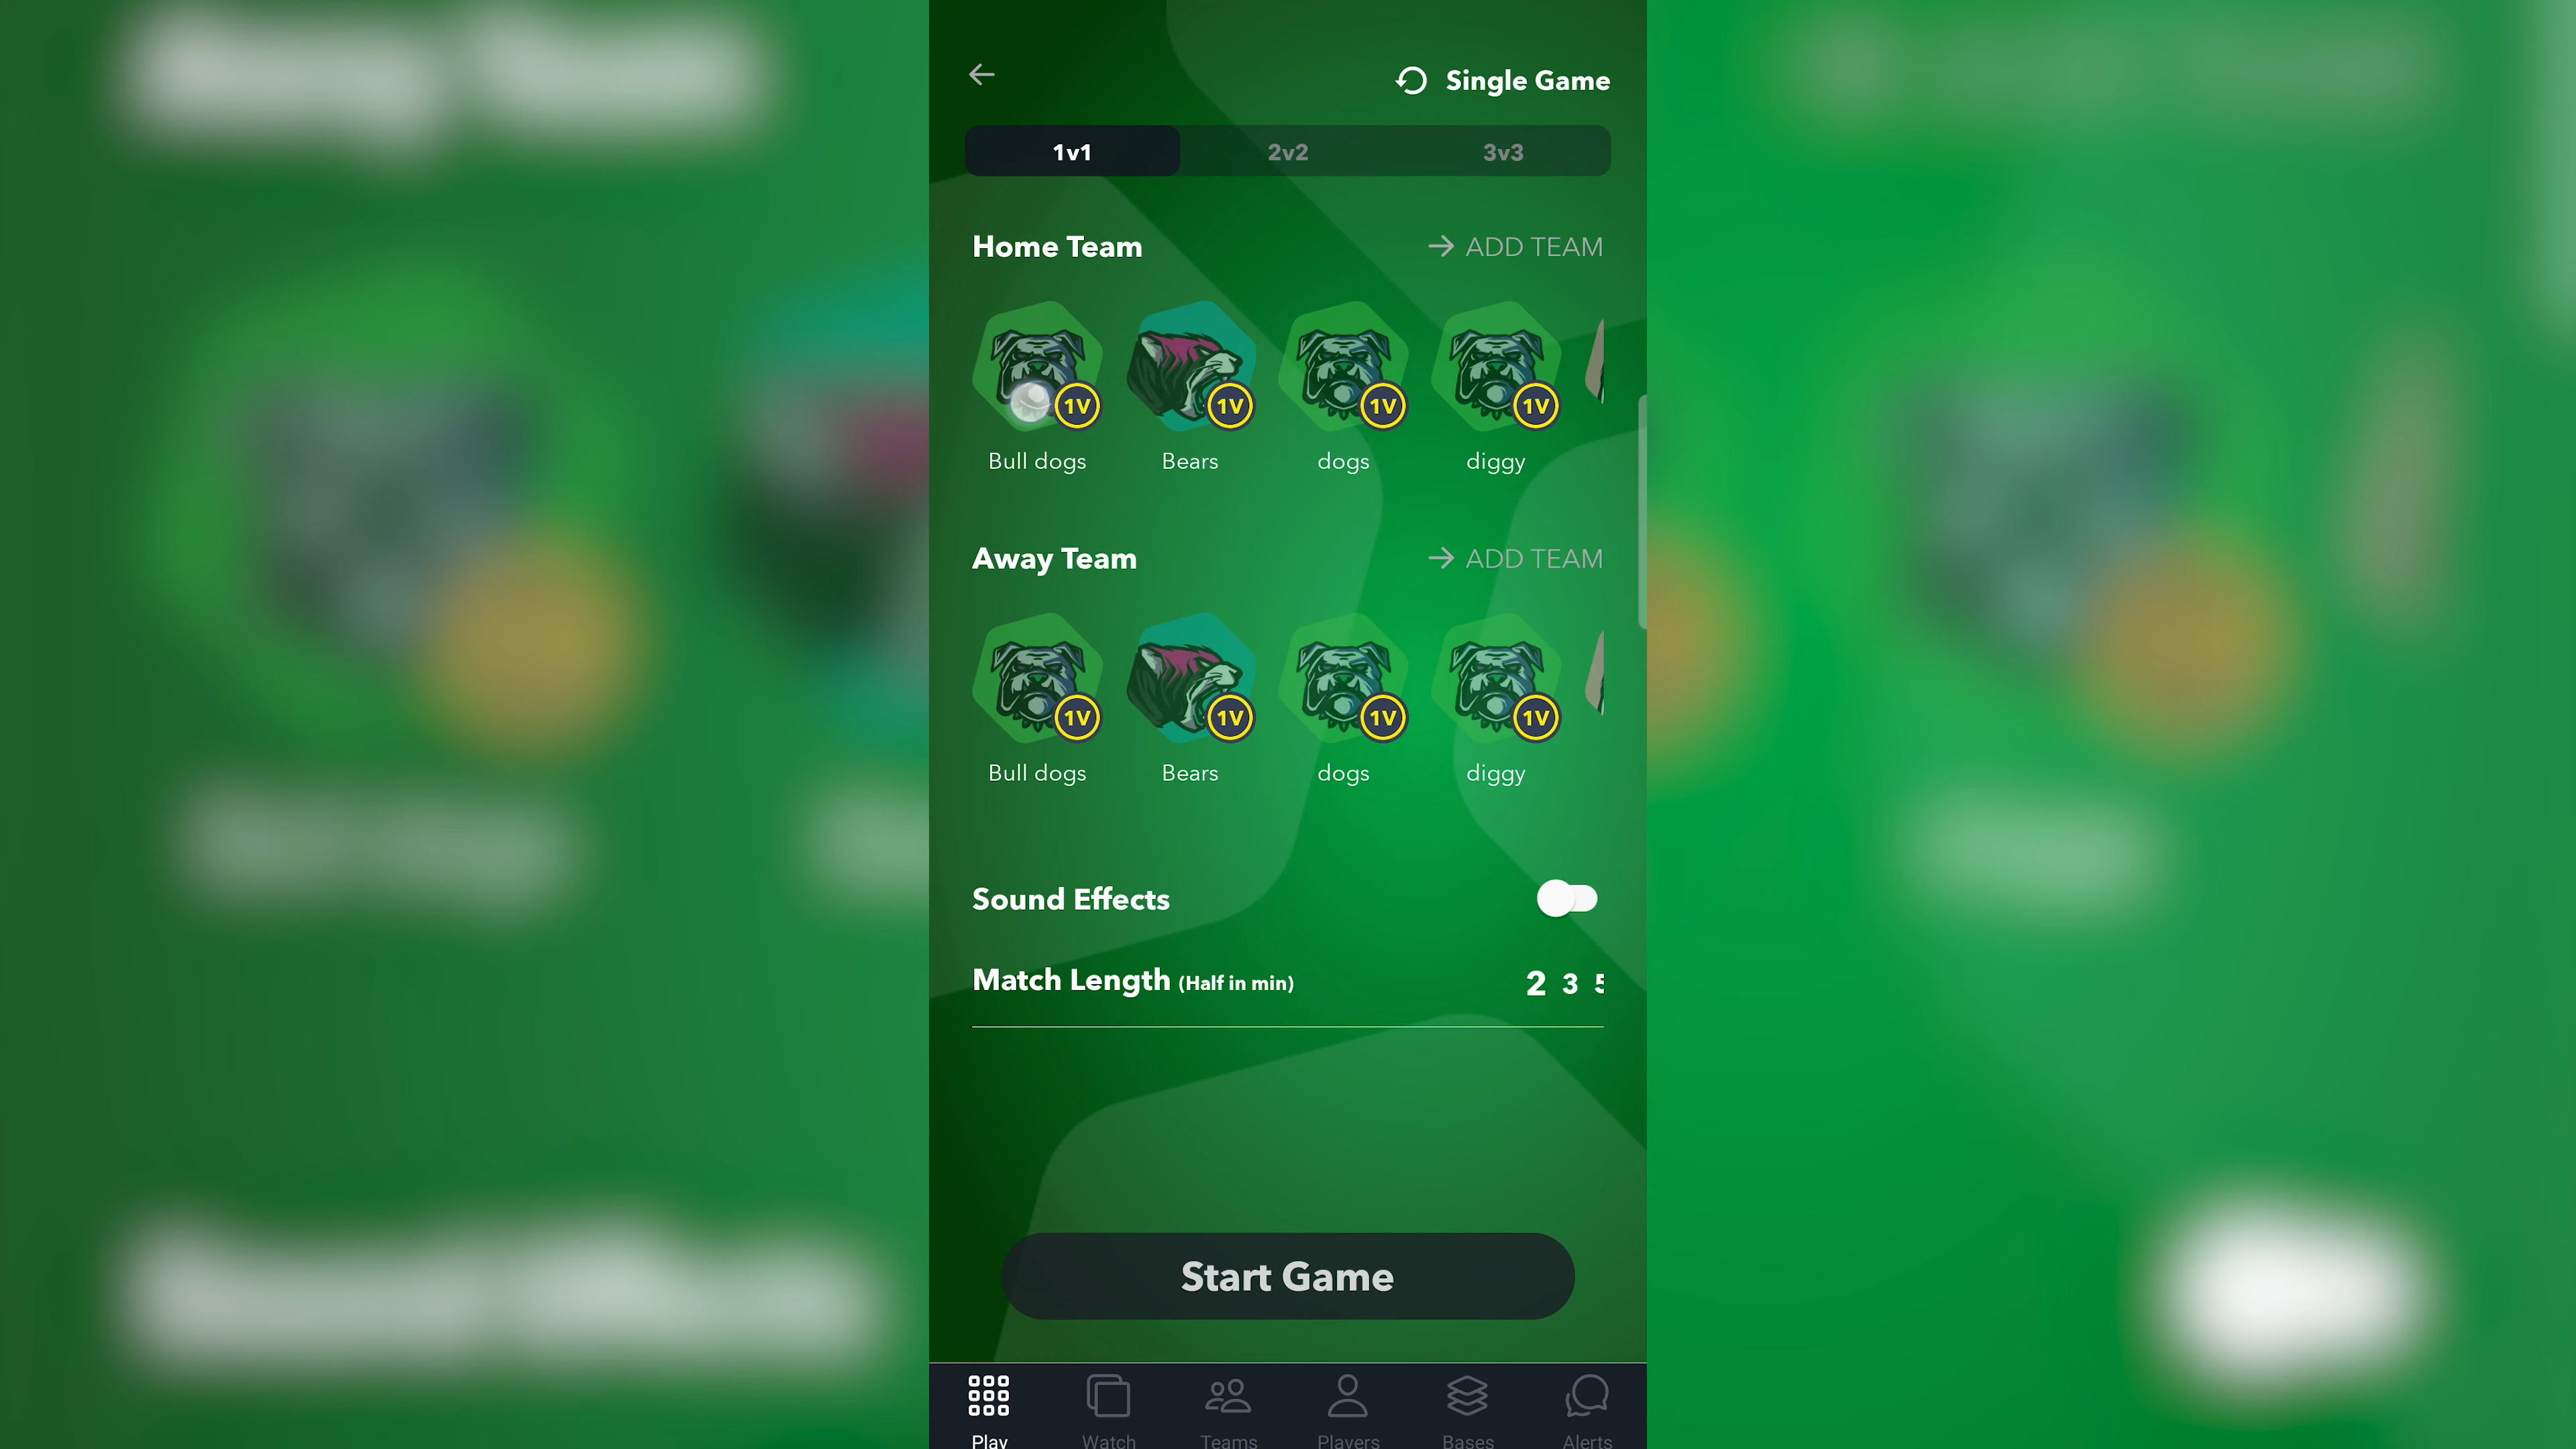 Single Game
1v1 2v2 3v3
Home Team ADD TEAM
1V 1V 1V 1V
Bull dogs Bears dogs diggy
Away Team ADD TEAM
1V 1V 1V 1V
Bull dogs Bears dogs diggy
Sound Effects
Match Length (Half in min) 2 3 5
Start Game
Play Watch Teams Players Bases Alerts